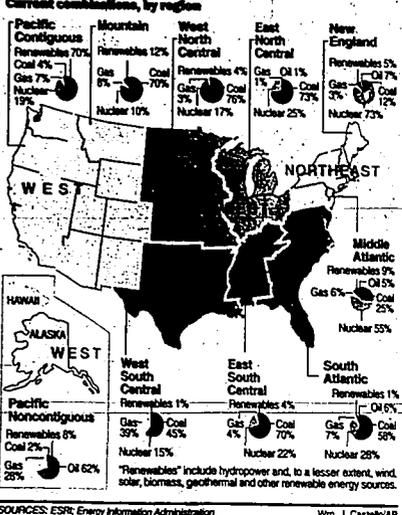 Current combinations, by region
Pacific
Contiguous
Renewables 70%
Coal 4%
Gas 7%
Nuclear
19%
Mountain
Renewables 12%
Gas
8%
Coal
70%
Nuclear 10%
West
North
Central
Renewables 4%
Gas
3%
Coal
76%
Nuclear 17%
East
North
Central
Gas
1%
Oil 1%
Coal
73%
Nuclear 25%
New
England
Renewables 5%
Oil 7%
Gas
3%
Coal
12%
Nuclear 73%
WEST
NORTHEAST
Middle
Atlantic
Renewables 9%
Oil 5%
Gas 6%
Coal
25%
Nuclear 55%
HAWAII
ALASKA
WEST
Pacific
Noncontiguous
Renewables 8%
Coal 2%
Gas
28%
Oil 62%
West
South
Central
Renewables 1%
Gas
39%
Coal
45%
Nuclear 15%
East
South
Central
Renewables 4%
Gas
4%
Coal
70%
Nuclear 22%
South
Atlantic
Renewables 1%
Oil 6%
Gas
7%
Coal
58%
Nuclear 28%
"Renewables" include hydropower and, to a lesser extent, wind,
solar, biomass, geothermal and other renewable energy sources.
SOURCES: ESRI; Energy Information Administration
Wm. J. Castello/AP